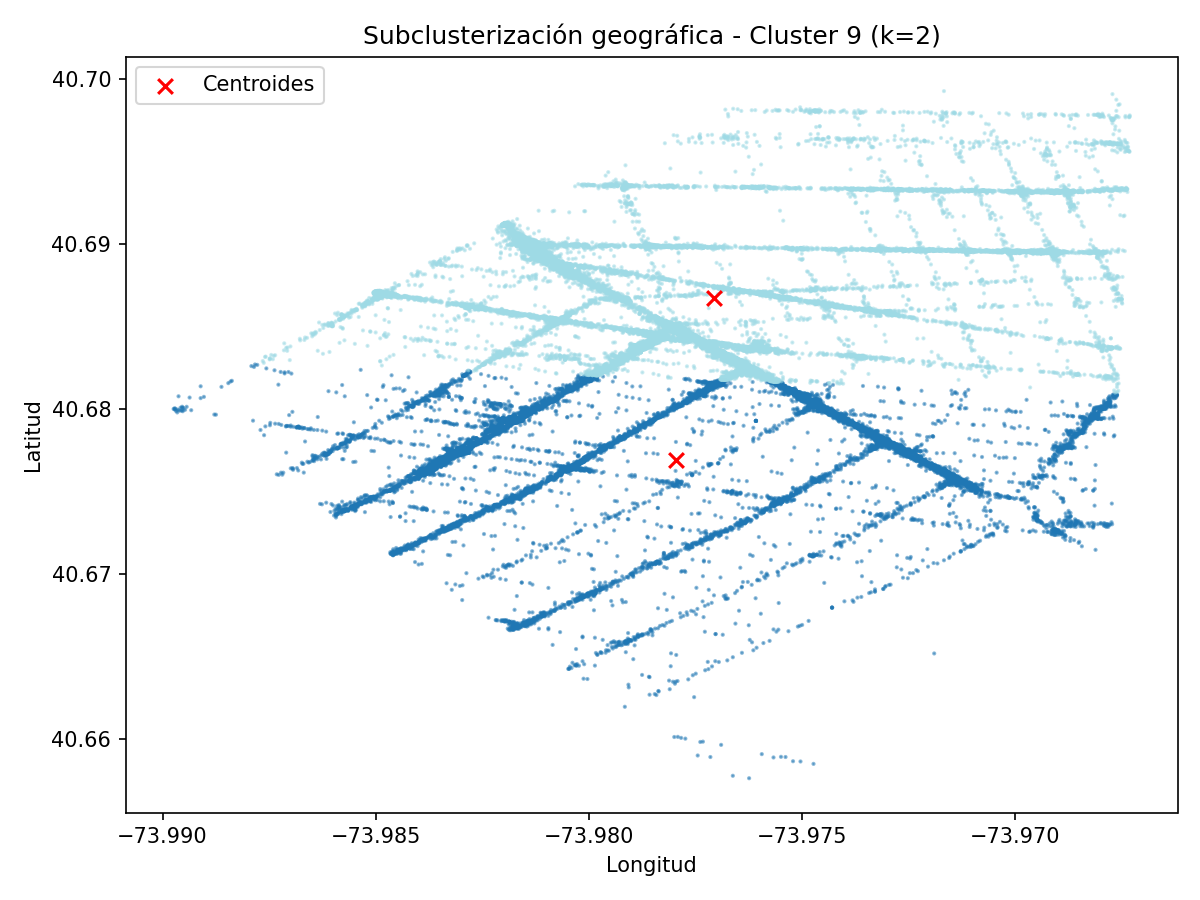 Subclusterización geográfica - Cluster 9 (k=2)
Centroides
40.70
40.69
40.68
40.67
40.66
Latitud
−73.990
−73.985
−73.980
−73.975
−73.970
Longitud